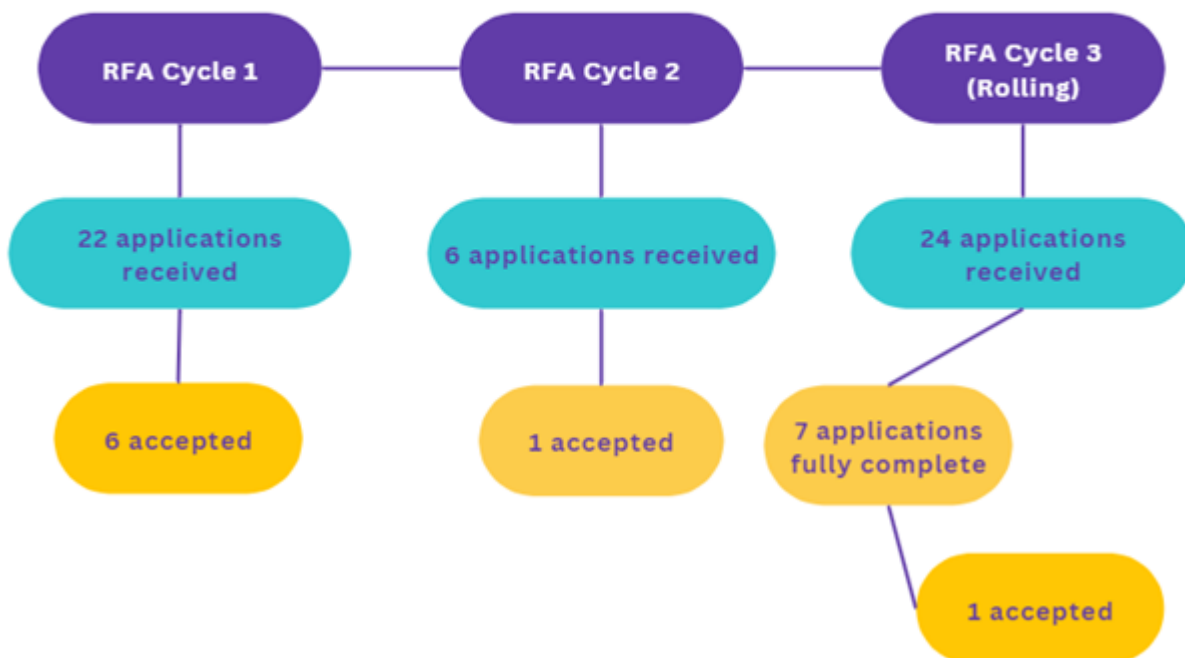 RFA Cycle 1
RFA Cycle 2
RFA Cycle 3
(Rolling)
22 applications
received
6 applications received
24 applications
received
6 accepted
1 accepted
7 applications
fully complete
1 accepted